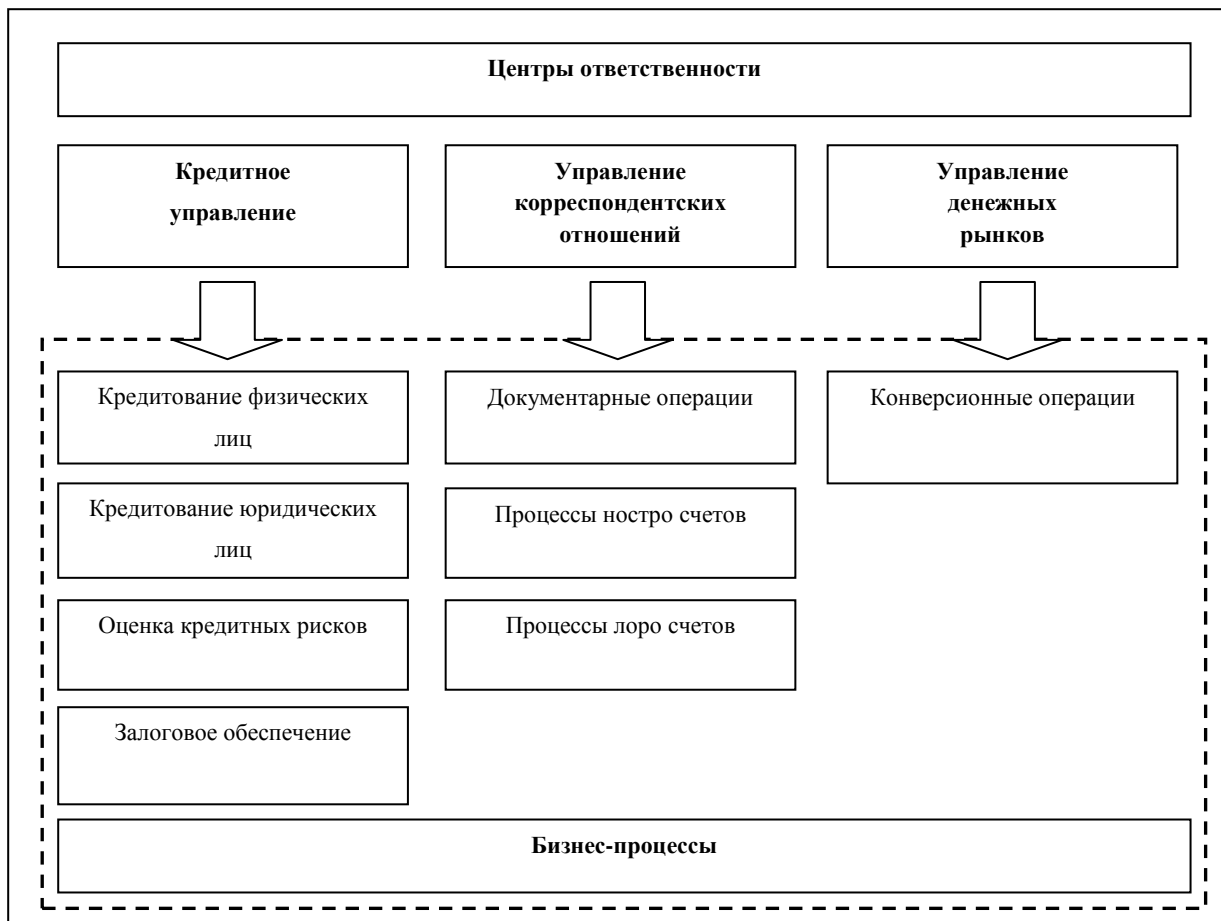 Центры ответственности
Кредитное
управление
Управление
корреспондентских
отношений
Управление
денежных
рынков
Кредитование физических
лиц
Документарные операции
Конверсионные операции
Кредитование юридических
лиц
Процессы ностро счетов
Оценка кредитных рисков
Процессы лоро счетов
Залоговое обеспечение
Бизнес-процессы